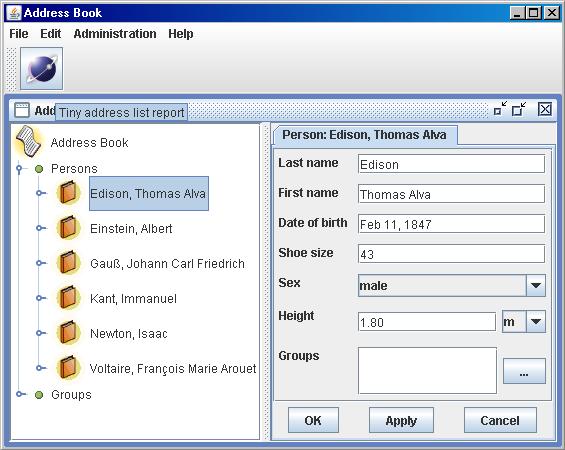 Address Book
File Edit Administration Help
Add
Tiny address list report
Address Book
Persons
Edison, Thomas Alva
Einstein, Albert
Gauß, Johann Carl Friedrich
Kant, Immanuel
Newton, Isaac
Voltaire, François Marie Arouet
Groups
Person: Edison, Thomas Alva
Last name Edison
First name Thomas Alva
Date of birth Feb 11, 1847
Shoe size 43
Sex male
Height 1.80 m
Groups ...
OK Apply Cancel